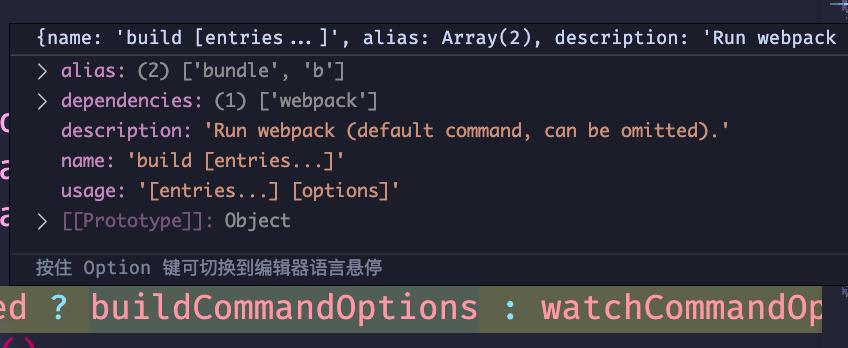 {name: 'build [entries...]', alias: Array(2), description: 'Run webpack
alias: (2) ['bundle', 'b']
dependencies: (1) ['webpack']
description: 'Run webpack (default command, can be omitted).'
name: 'build [entries...]'
usage: '[entries...] [options]'
[[Prototype]]: Object
按住 Option 键可切换到编辑器语言悬停
ed ? buildCommandOptions : watchCommandOp
()